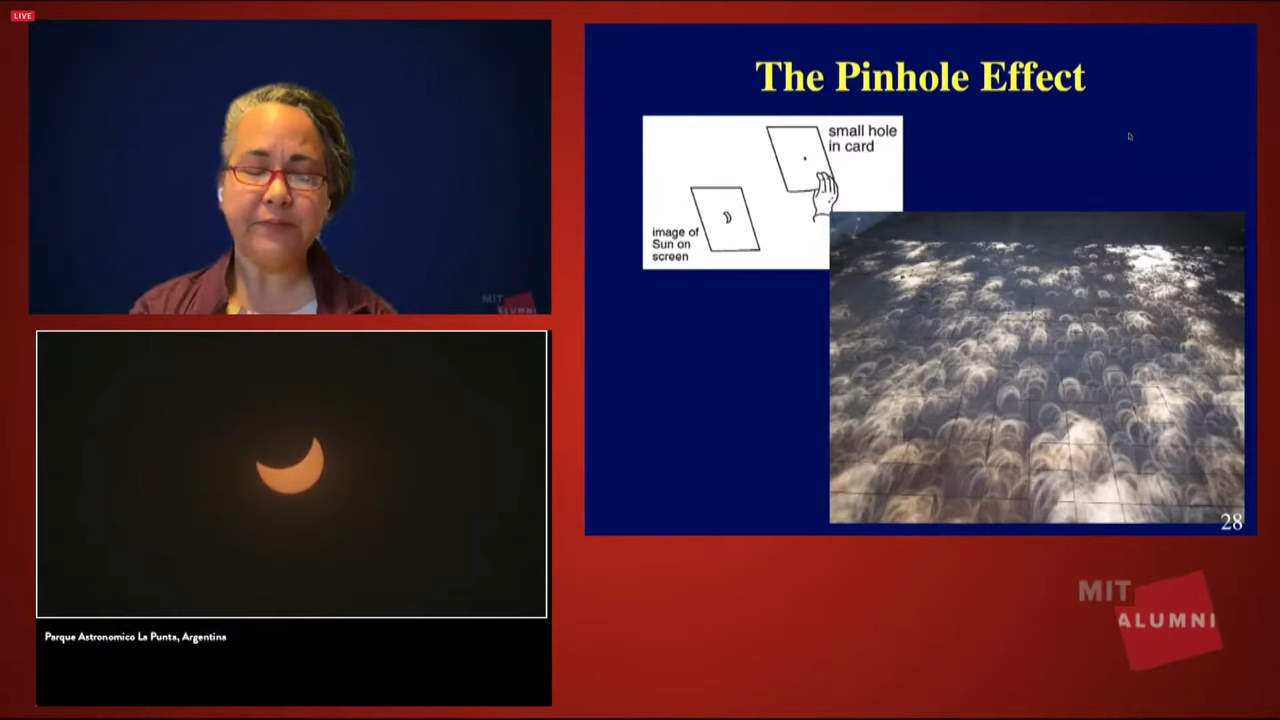 LIVE
MIT
ALUMNI
The Pinhole Effect
small hole
in card
image of
Sun on
screen
28
Parque Astronomico La Punta, Argentina
MIT
ALUMNI